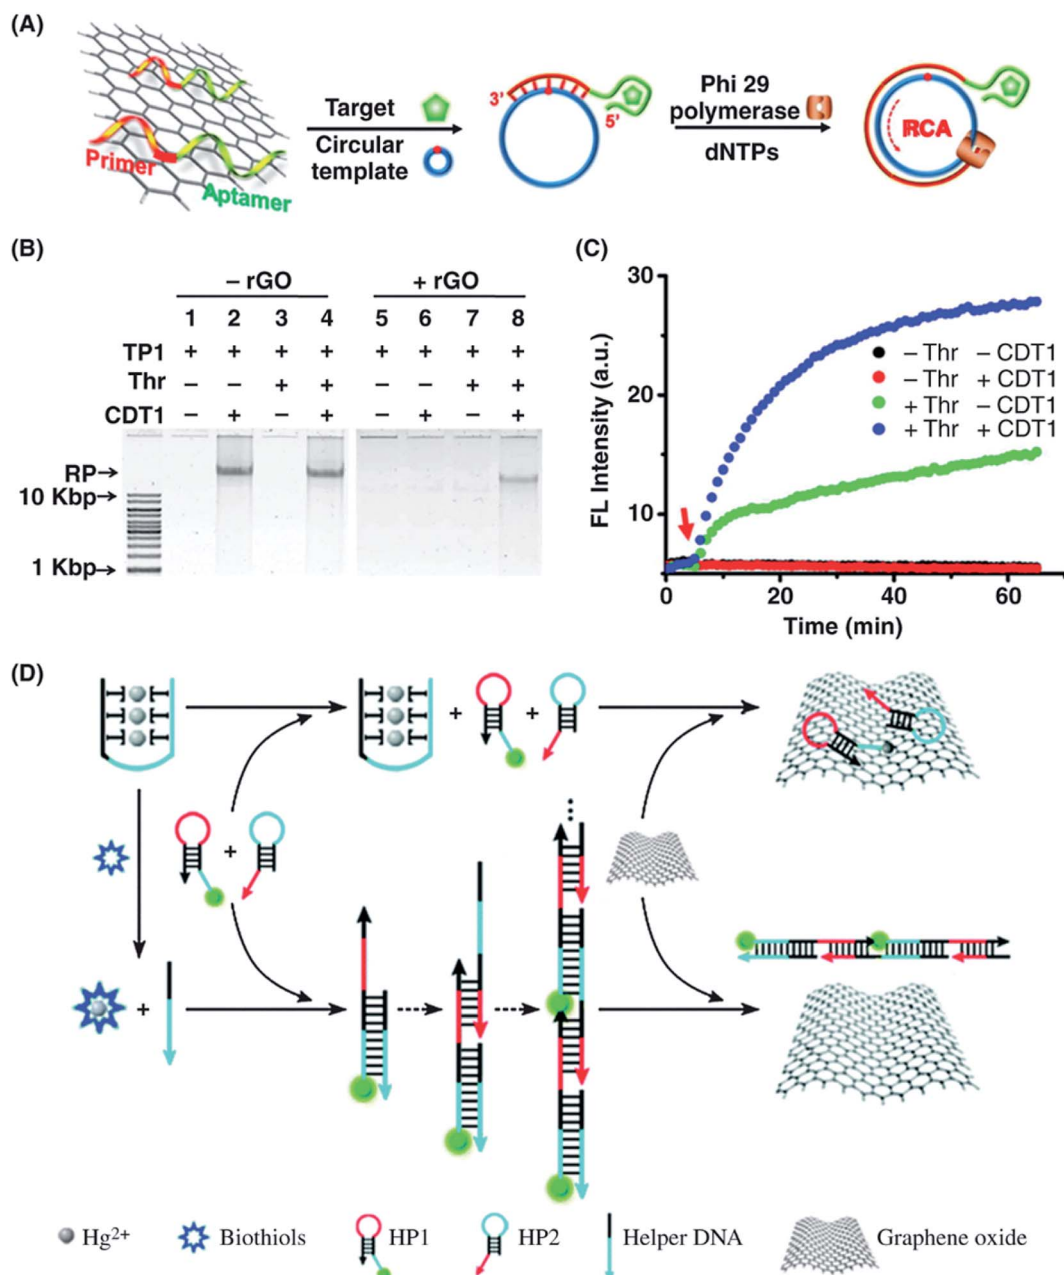 (A)
Primer
Aptamer
Target
Circular
template
3'
5'
Phi 29
polymerase
dNTPs
RCA
(B)
– rGO + rGO
1 2 3 4 5 6 7 8
TP1 + + + + + + + +
Thr – – + + – – + +
CDT1 – + – + – + – +
RP→
10 Kbp→
1 Kbp→
(C)
FL Intensity (a.u.)
30
20
10
– Thr – CDT1
– Thr + CDT1
+ Thr – CDT1
+ Thr + CDT1
0 20 40 60
Time (min)
(D)
+ +
+
+
Hg²⁺ Biothiols HP1 HP2 Helper DNA Graphene oxide